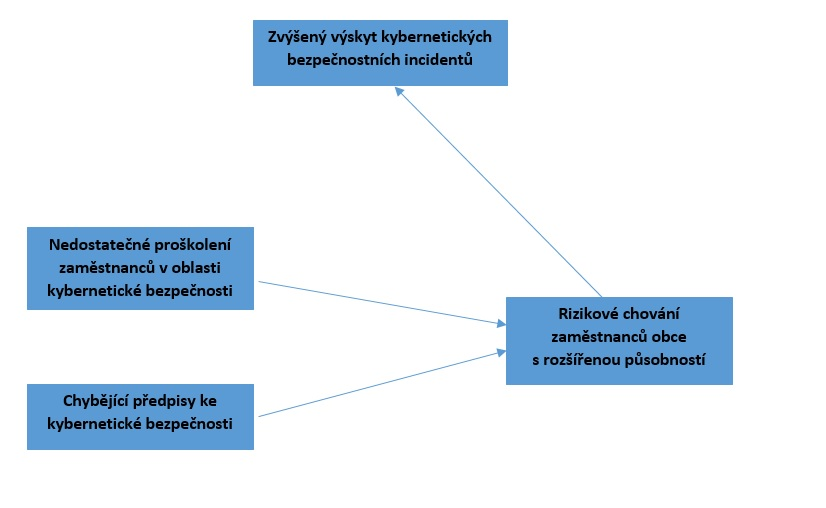 Zvýšený výskyt kybernetických
bezpečnostních incidentů
Nedostatečné proškolení
zaměstnanců v oblasti
kybernetické bezpečnosti
Rizikové chování
zaměstnanců obce
s rozšířenou působností
Chybějící předpisy ke
kybernetické bezpečnosti